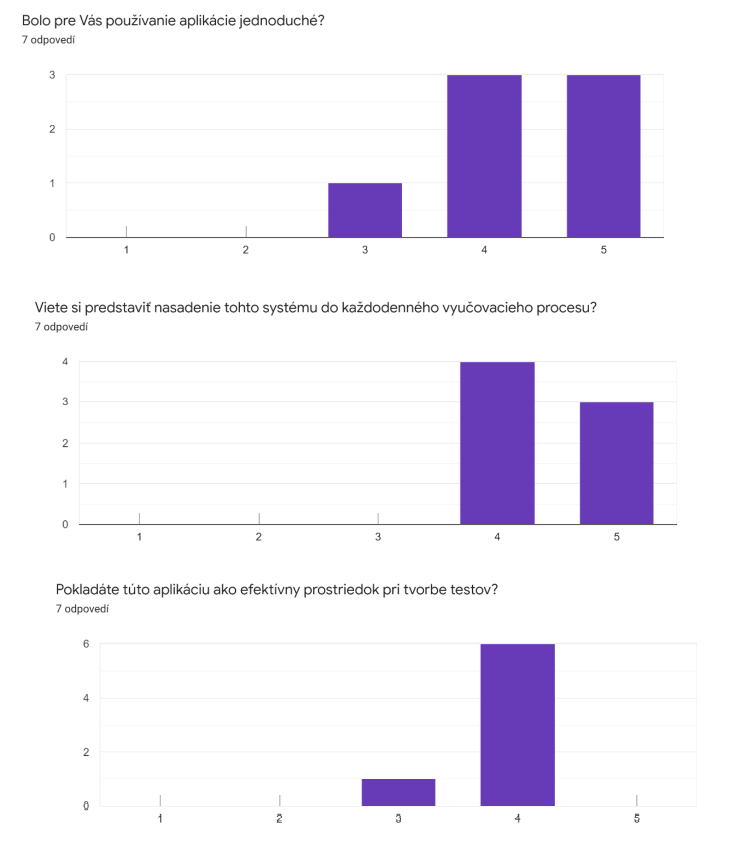 Bolo pre Vás používanie aplikácie jednoduché?
7 odpovedí
3
2
1
0
1 2 3 4 5
Viete si predstaviť nasadenie tohto systému do každodenného vyučovacieho procesu?
7 odpovedí
4
3
2
1
0
1 2 3 4 5
Pokladáte túto aplikáciu ako efektívny prostriedok pri tvorbe testov?
7 odpovedí
6
4
2
0
1 2 3 4 5